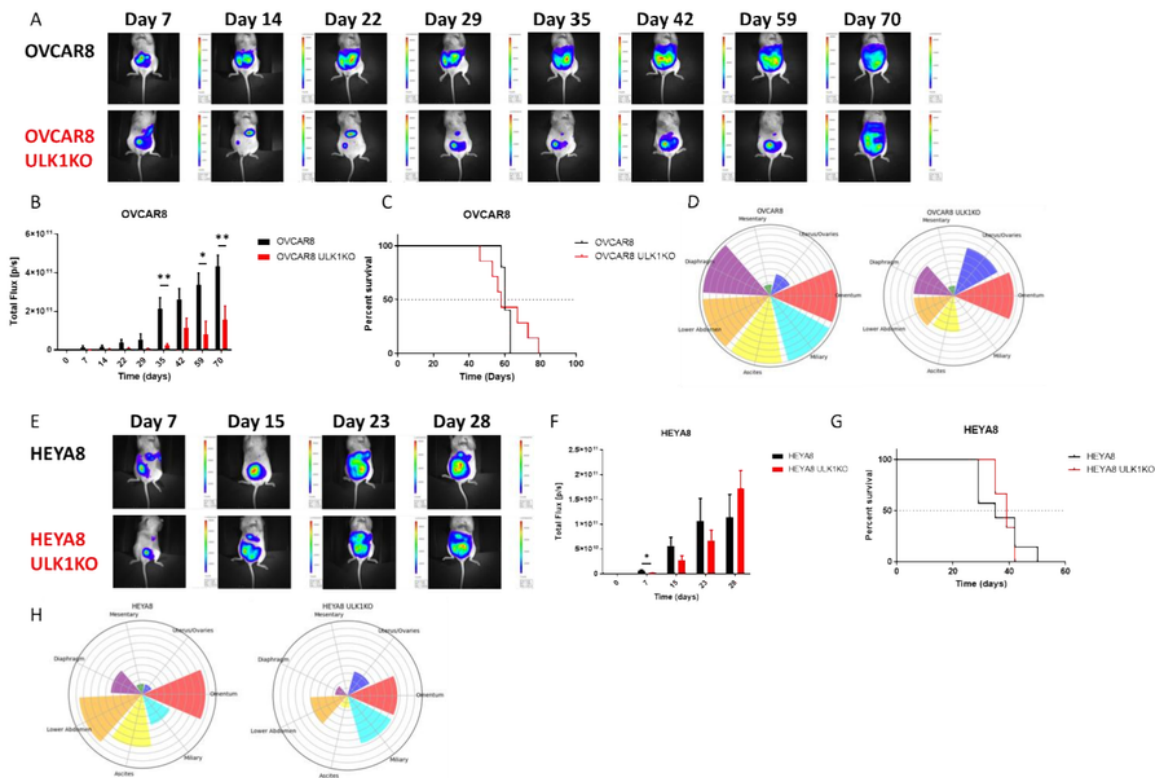 A
Day 7 Day 14 Day 22 Day 29 Day 35 Day 42 Day 59 Day 70
OVCAR8
OVCAR8
ULK1KO
B
OVCAR8
Total Flux [p/s]
6×10¹¹
4×10¹¹
2×10¹¹
0
** * **
OVCAR8
OVCAR8 ULK1KO
0 7 14 22 29 35 42 59 70
Time (days)
C
OVCAR8
Percent survival
100
50
0
0 20 40 60 80 100
Time (Days)
OVCAR8
OVCAR8 ULK1KO
D
OVCAR8
Mesentary
Uterus/Ovaries
Diaphragm
Omentum
Lower Abdomen
Miliary
Ascites
OVCAR8 ULK1KO
Mesentary
Uterus/Ovaries
Diaphragm
Omentum
Lower Abdomen
Miliary
Ascites
E
Day 7 Day 15 Day 23 Day 28
HEYA8
HEYA8
ULK1KO
F
HEYA8
Total Flux [p/s]
2.5×10¹¹
2×10¹¹
1.5×10¹¹
1×10¹¹
5×10¹⁰
0
*
HEYA8
HEYA8 ULK1KO
0 7 15 23 28
Time (days)
G
HEYA8
Percent survival
100
50
0
0 20 40 60
Time (days)
HEYA8
HEYA8 ULK1KO
H
HEYA8
Mesentary
Uterus/Ovaries
Diaphragm
Omentum
Lower Abdomen
Miliary
Ascites
HEYA8 ULK1KO
Mesentary
Uterus/Ovaries
Diaphragm
Omentum
Lower Abdomen
Miliary
Ascites